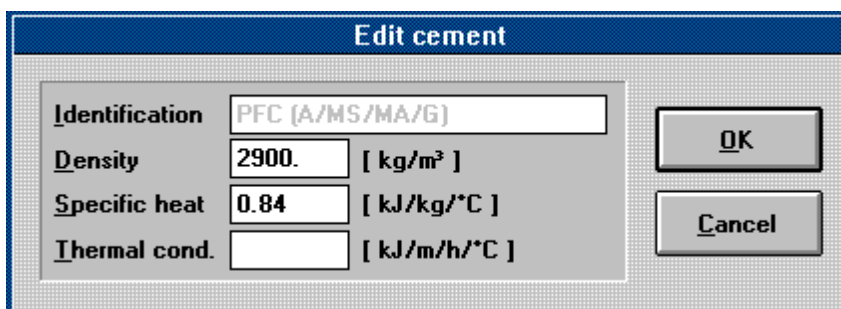 Edit cement
Identification PFC (A/MS/MA/G)
Density 2900. [ kg/m³ ]
Specific heat 0.84 [ kJ/kg/°C ]
Thermal cond. [ kJ/m/h/°C ]
OK
Cancel